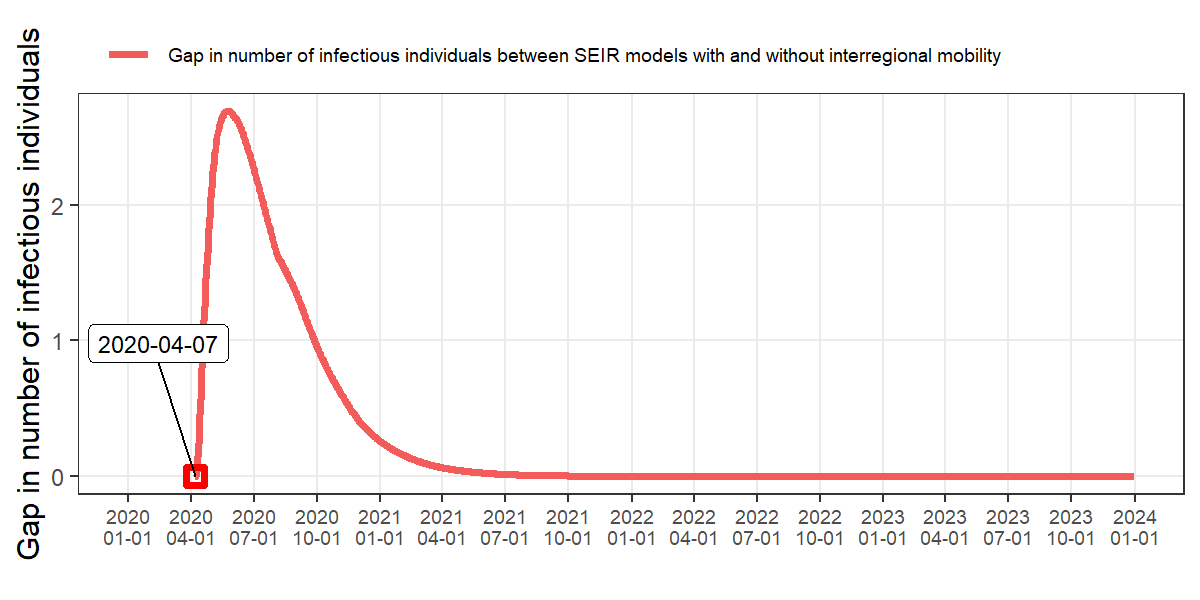 Gap in number of infectious individuals between SEIR models with and without interregional mobility
Gap in number of infectious individuals
2
1
0
2020-04-07
2020 2020 2020 2020 2021 2021 2021 2021 2022 2022 2022 2022 2023 2023 2023 2023 2024
01-01 04-01 07-01 10-01 01-01 04-01 07-01 10-01 01-01 04-01 07-01 10-01 01-01 04-01 07-01 10-01 01-01